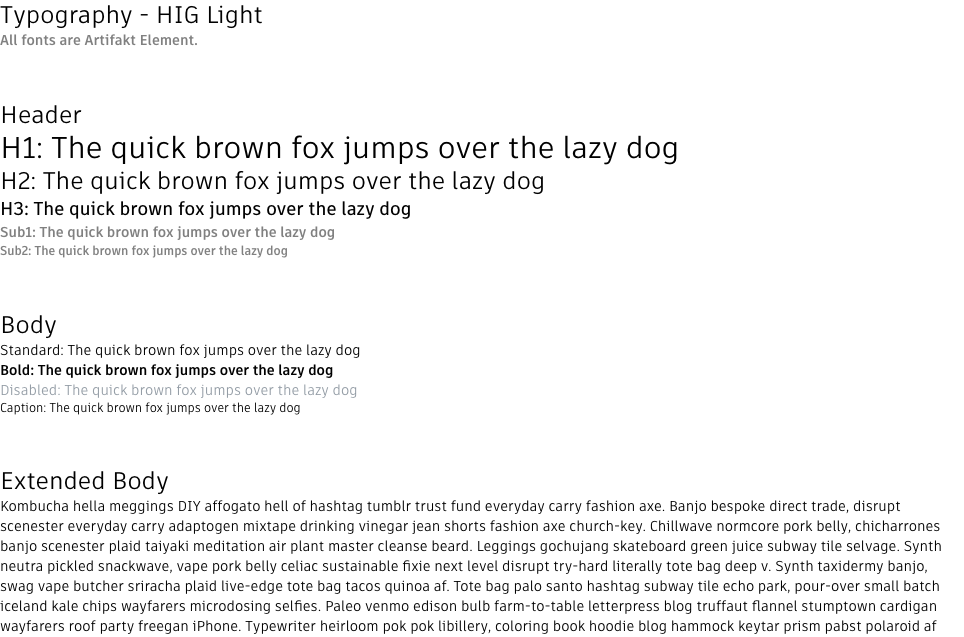 Typography - HIG Light
All fonts are Artifakt Element.
Header
H1: The quick brown fox jumps over the lazy dog
H2: The quick brown fox jumps over the lazy dog
H3: The quick brown fox jumps over the lazy dog
Sub1: The quick brown fox jumps over the lazy dog
Sub2: The quick brown fox jumps over the lazy dog
Body
Standard: The quick brown fox jumps over the lazy dog
Bold: The quick brown fox jumps over the lazy dog
Disabled: The quick brown fox jumps over the lazy dog
Caption: The quick brown fox jumps over the lazy dog
Extended Body
Kombucha hella meggings DIY affogato hell of hashtag tumblr trust fund everyday carry fashion axe. Banjo bespoke direct trade, disrupt
scenester everyday carry adaptogen mixtape drinking vinegar jean shorts fashion axe church-key. Chillwave normcore pork belly, chicharrones
banjo scenester plaid taiyaki meditation air plant master cleanse beard. Leggings gochujang skateboard green juice subway tile selvage. Synth
neutra pickled snackwave, vape pork belly celiac sustainable fixie next level disrupt try-hard literally tote bag deep v. Synth taxidermy banjo,
swag vape butcher sriracha plaid live-edge tote bag tacos quinoa af. Tote bag palo santo hashtag subway tile echo park, pour-over small batch
iceland kale chips wayfarers microdosing selfies. Paleo venmo edison bulb farm-to-table letterpress blog truffaut flannel stumptown cardigan
wayfarers roof party freegan iPhone. Typewriter heirloom pok pok libillery, coloring book hoodie blog hammock keytar prism pabst polaroid af